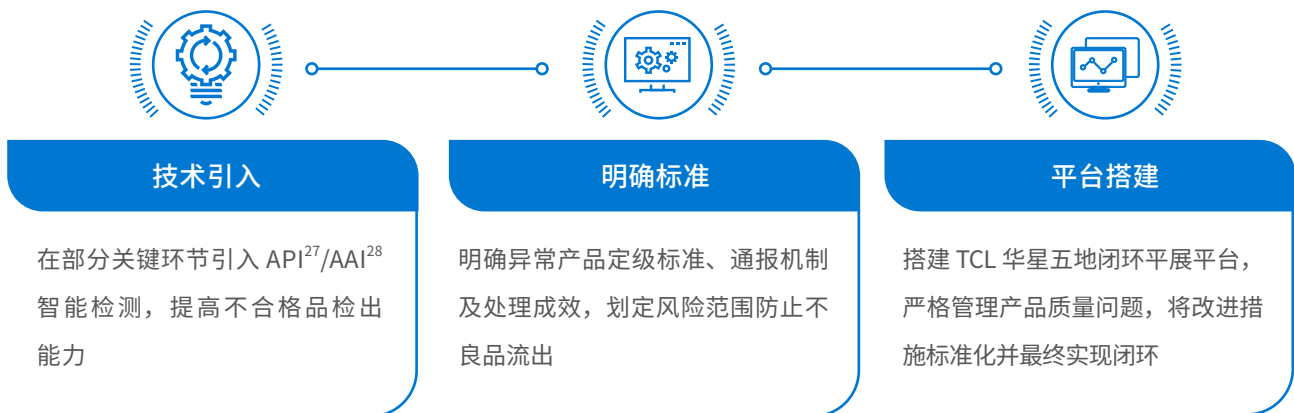 技术引入
在部分关键环节引入 API27/AAI28
智能检测，提高不合格品检出
能力
明确标准
明确异常产品定级标准、通报机制
及处理成效，划定风险范围防止不
良品流出
平台搭建
搭建 TCL 华星五地闭环平展平台，
严格管理产品质量问题，将改进措
施标准化并最终实现闭环